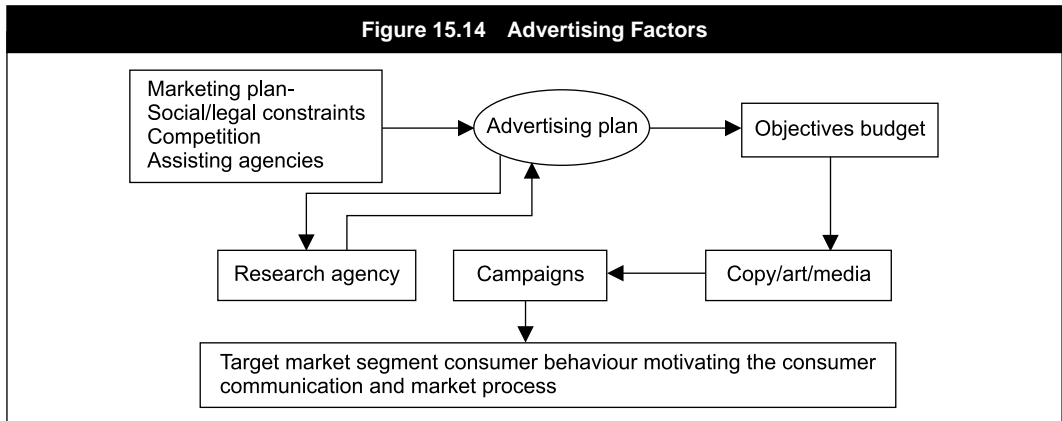 Figure 15.14 Advertising Factors
Marketing plan-
Social/legal constraints
Competition
Assisting agencies
Advertising plan
Objectives budget
Research agency
Campaigns
Copy/art/media
Target market segment consumer behaviour motivating the consumer
communication and market process